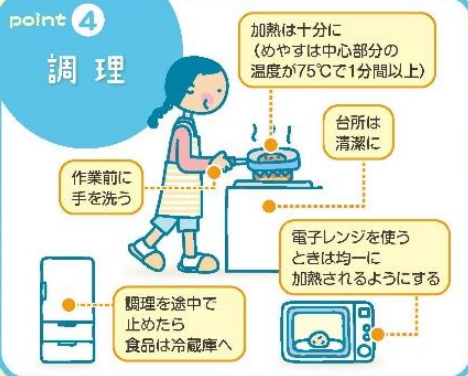 point 4
調理
加熱は十分に
(めやすは中心部分の
温度が75℃で1分間以上)
台所は
清潔に
作業前に
手を洗う
電子レンジを使う
ときは均一に
加熱されるようにする
調理を途中で
止めたら
食品は冷蔵庫へ